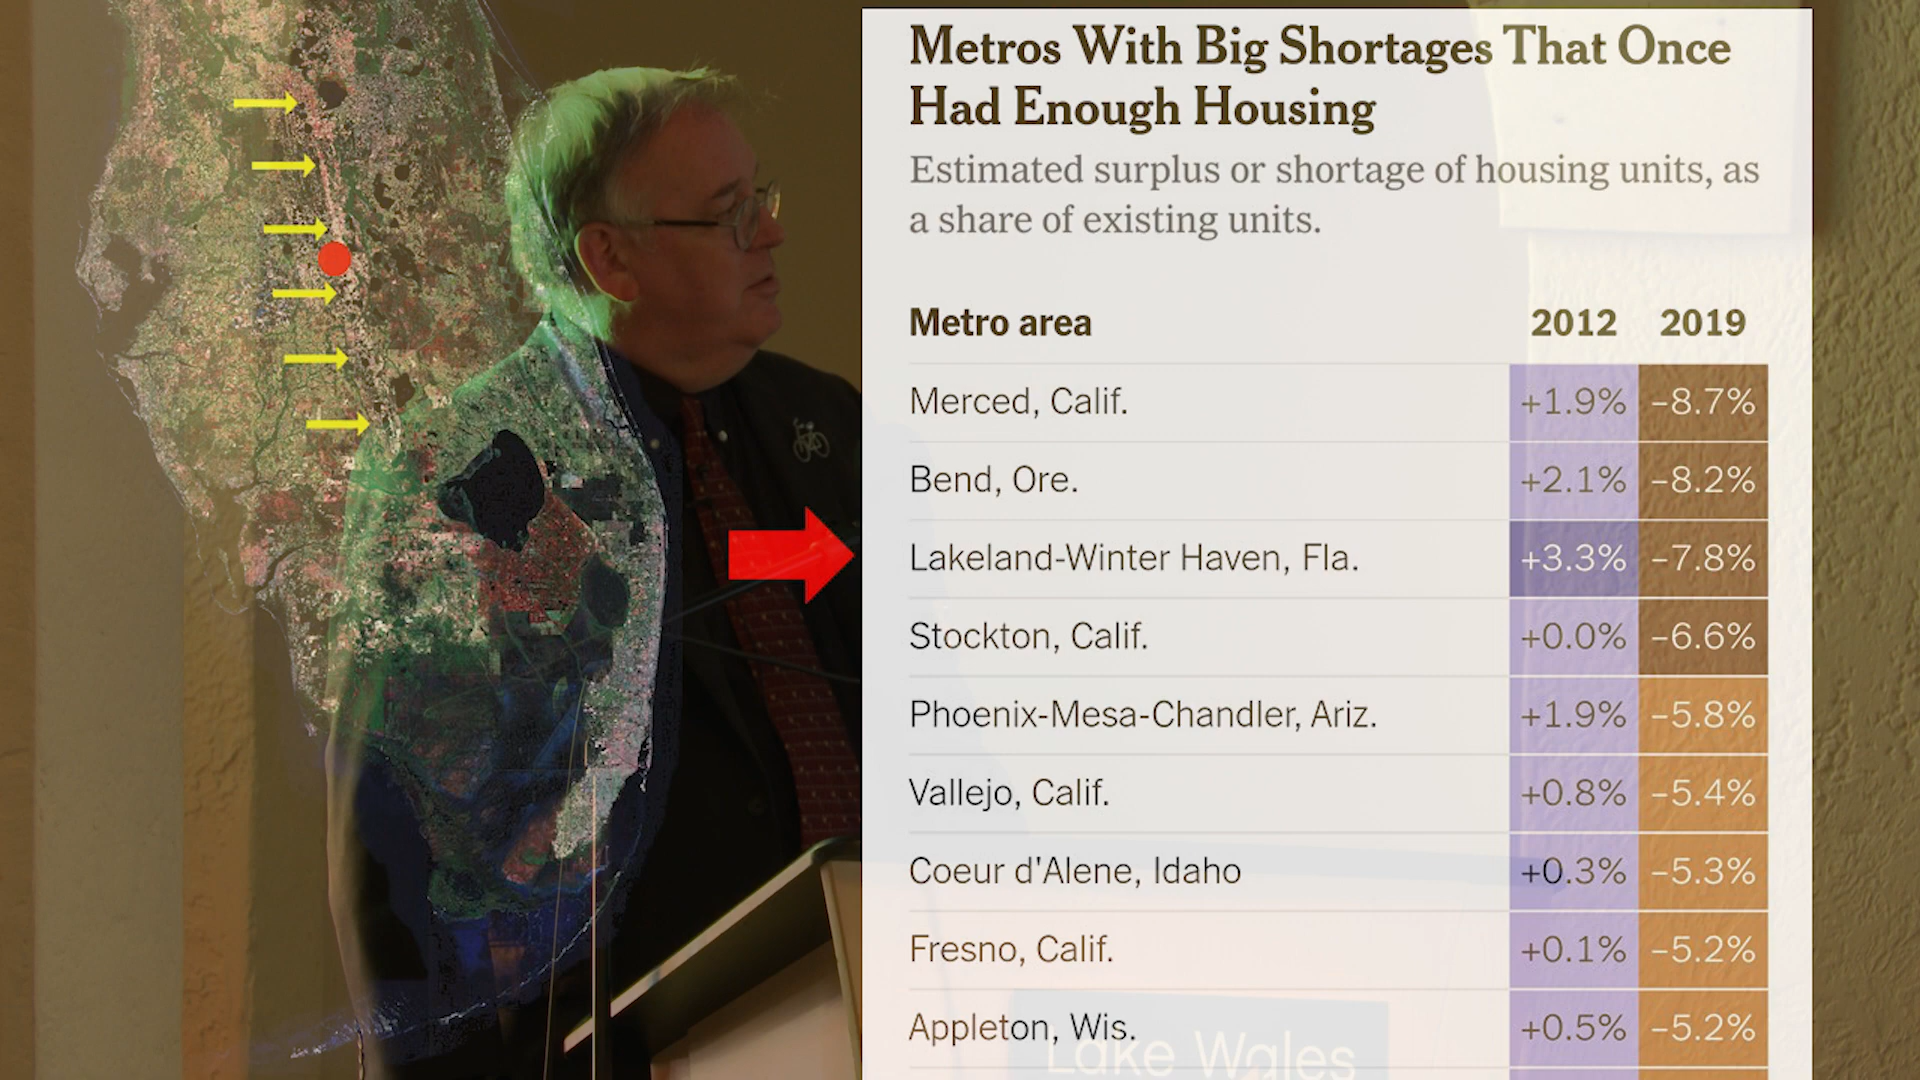 Metros With Big Shortages That Once
Had Enough Housing
Estimated surplus or shortage of housing units, as
a share of existing units.
Metro area 2012 2019
Merced, Calif. +1.9% −8.7%
Bend, Ore. +2.1% −8.2%
Lakeland-Winter Haven, Fla. +3.3% −7.8%
Stockton, Calif. +0.0% −6.6%
Phoenix-Mesa-Chandler, Ariz. +1.9% −5.8%
Vallejo, Calif. +0.8% −5.4%
Coeur d'Alene, Idaho +0.3% −5.3%
Fresno, Calif. +0.1% −5.2%
Appleton, Wis. +0.5% −5.2%
Lake Wales